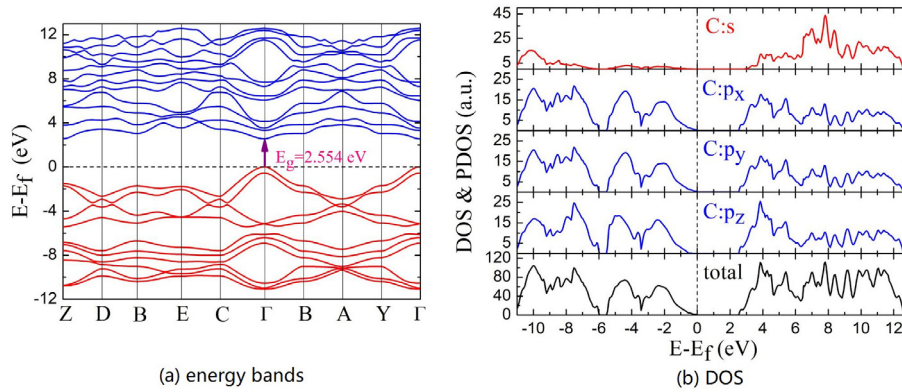 12
8
4
0
-4
-8
-12
E-E_f (eV)
E_g=2.554 eV
Z D B E C Γ B A Y Γ
(a) energy bands
DOS & PDOS (a.u.)
45
25
5
C:s
25
15
5
C:p_X
25
15
5
C:p_Y
25
15
5
C:p_Z
120
80
40
0
total
-10 -8 -6 -4 -2 0 2 4 6 8 10 12
E-E_f (eV)
(b) DOS